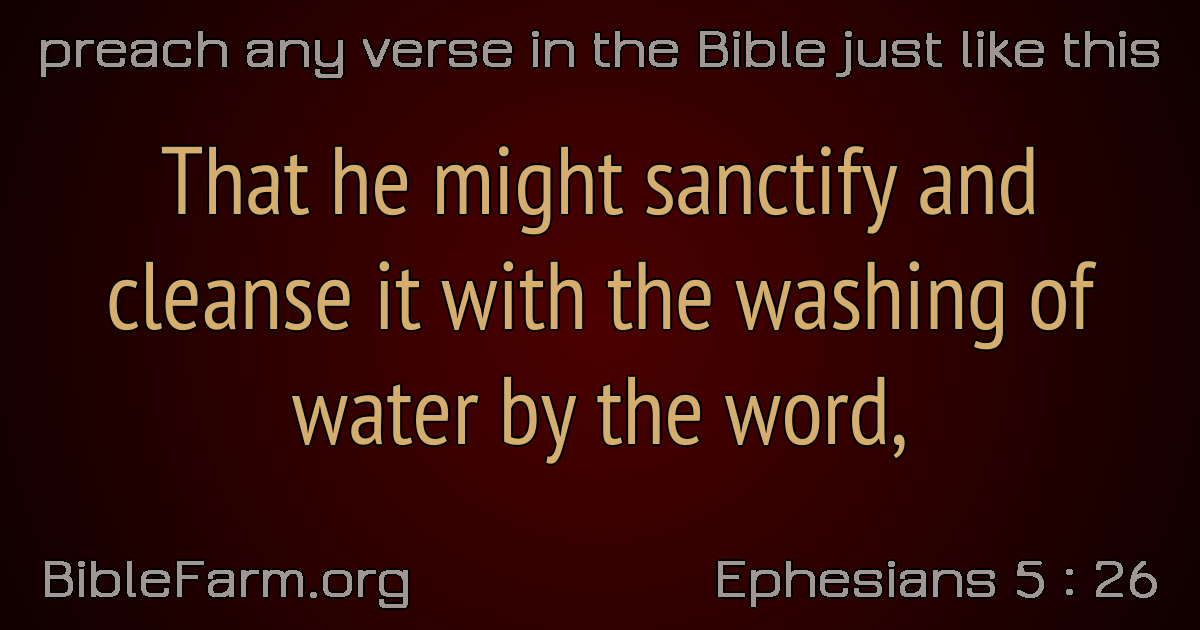 preach any verse in the Bible just like this
That he might sanctify and
cleanse it with the washing of
water by the word,
BibleFarm.org
Ephesians 5 : 26